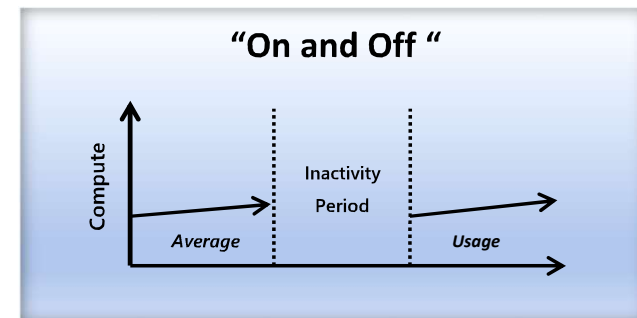 “On and Off “
Compute
Inactivity
Period
Average
Usage